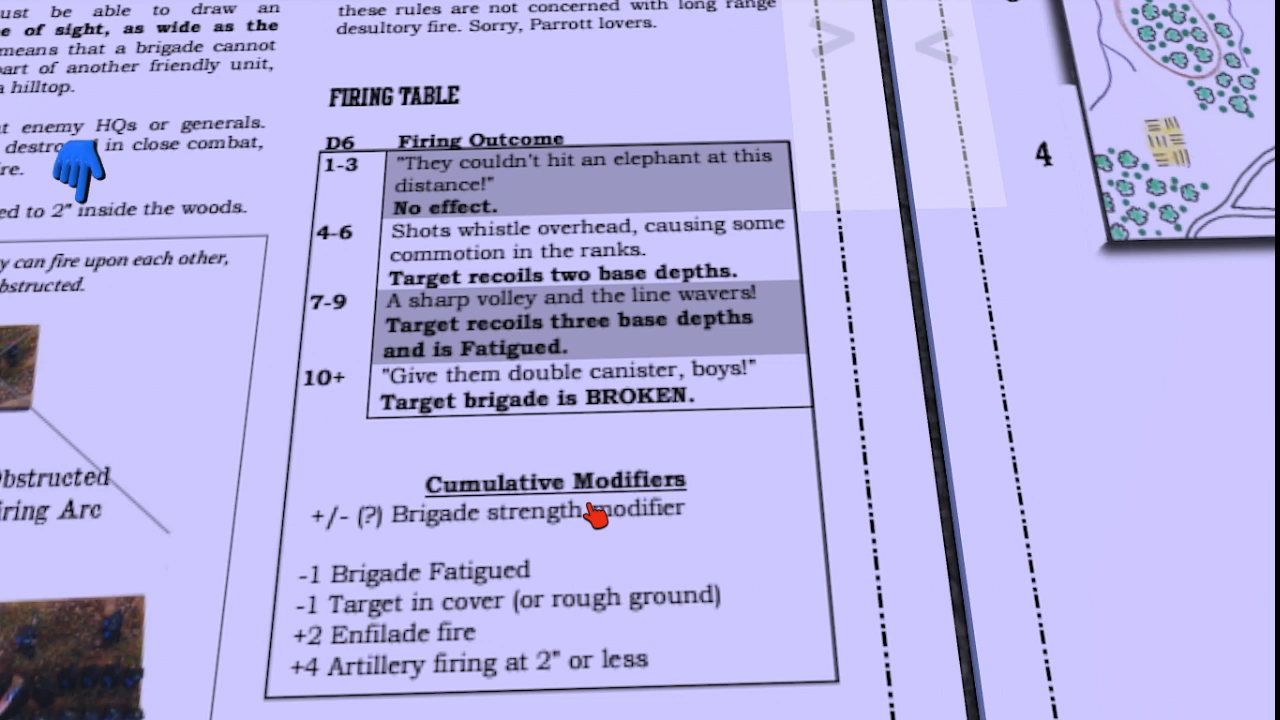 ust be able to draw an
e of sight, as wide as the
means that a brigade cannot
part of another friendly unit,
a hilltop.
t enemy HQs or generals.
destro in close combat,
ire.
ed to 2" inside the woods.
y can fire upon each other,
bstructed.
Obstructed
iring Arc
these rules are not concerned with long range
desultory fire. Sorry, Parrott lovers.
FIRING TABLE
D6 Firing Outcome
1-3 "They couldn't hit an elephant at this
distance!"
No effect.
4-6 Shots whistle overhead, causing some
commotion in the ranks.
Target recoils two base depths.
7-9 A sharp volley and the line wavers!
Target recoils three base depths
and is Fatigued.
10+ "Give them double canister, boys!"
Target brigade is BROKEN.
Cumulative Modifiers
+/- (?) Brigade strength modifier
-1 Brigade Fatigued
-1 Target in cover (or rough ground)
+2 Enfilade fire
+4 Artillery firing at 2" or less
> <
4